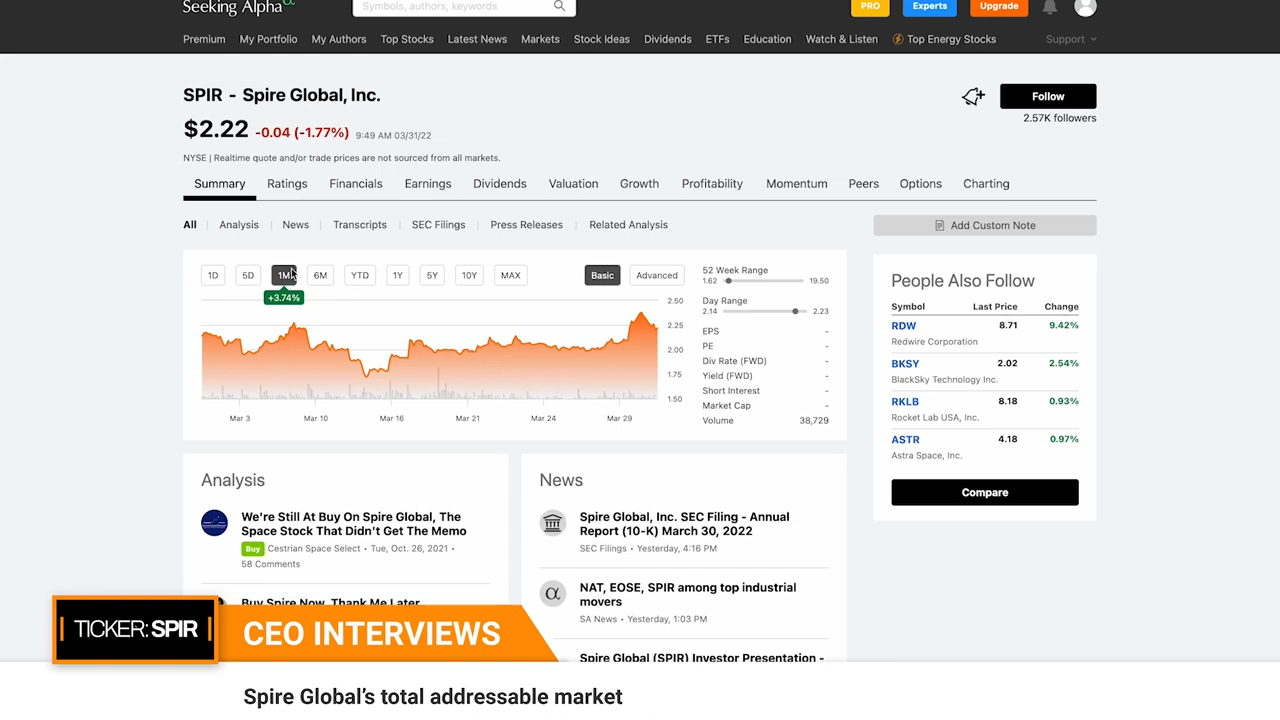 Seeking Alpha α
Symbols, authors, keywords
PRO
Experts
Upgrade
Premium My Portfolio My Authors Top Stocks Latest News Markets Stock Ideas Dividends ETFs Education Watch & Listen Top Energy Stocks Support
SPIR - Spire Global, Inc.
Follow
$2.22 -0.04 (-1.77%) 9:49 AM 03/31/22
2.57K followers
NYSE | Realtime quote and/or trade prices are not sourced from all markets.
Summary Ratings Financials Earnings Dividends Valuation Growth Profitability Momentum Peers Options Charting
All | Analysis | News | Transcripts | SEC Filings | Press Releases | Related Analysis
Add Custom Note
1D 5D 1M 6M YTD 1Y 5Y 10Y MAX Basic Advanced
+3.74%
2.50
2.25
2.00
1.75
1.50
Mar 3 Mar 10 Mar 16 Mar 21 Mar 24 Mar 29
52 Week Range
1.62 19.50
Day Range
2.14 2.23
EPS -
PE -
Div Rate (FWD) -
Yield (FWD) -
Short Interest -
Market Cap -
Volume 38,729
People Also Follow
Symbol Last Price Change
RDW 8.71 9.42%
Redwire Corporation
BKSY 2.02 2.54%
BlackSky Technology Inc.
RKLB 8.18 0.93%
Rocket Lab USA, Inc.
ASTR 4.18 0.97%
Astra Space, Inc.
Compare
Analysis
We're Still At Buy On Spire Global, The
Space Stock That Didn't Get The Memo
Buy Cestrian Space Select • Tue, Oct. 26, 2021 •
58 Comments
Buy Spire Now, Thank Me Later
News
Spire Global, Inc. SEC Filing - Annual
Report (10-K) March 30, 2022
SEC Filings • Yesterday, 4:16 PM
α
NAT, EOSE, SPIR among top industrial
movers
SA News • Yesterday, 1:03 PM
Spire Global (SPIR) Investor Presentation -
TICKER: SPIR
CEO INTERVIEWS
Spire Global's total addressable market